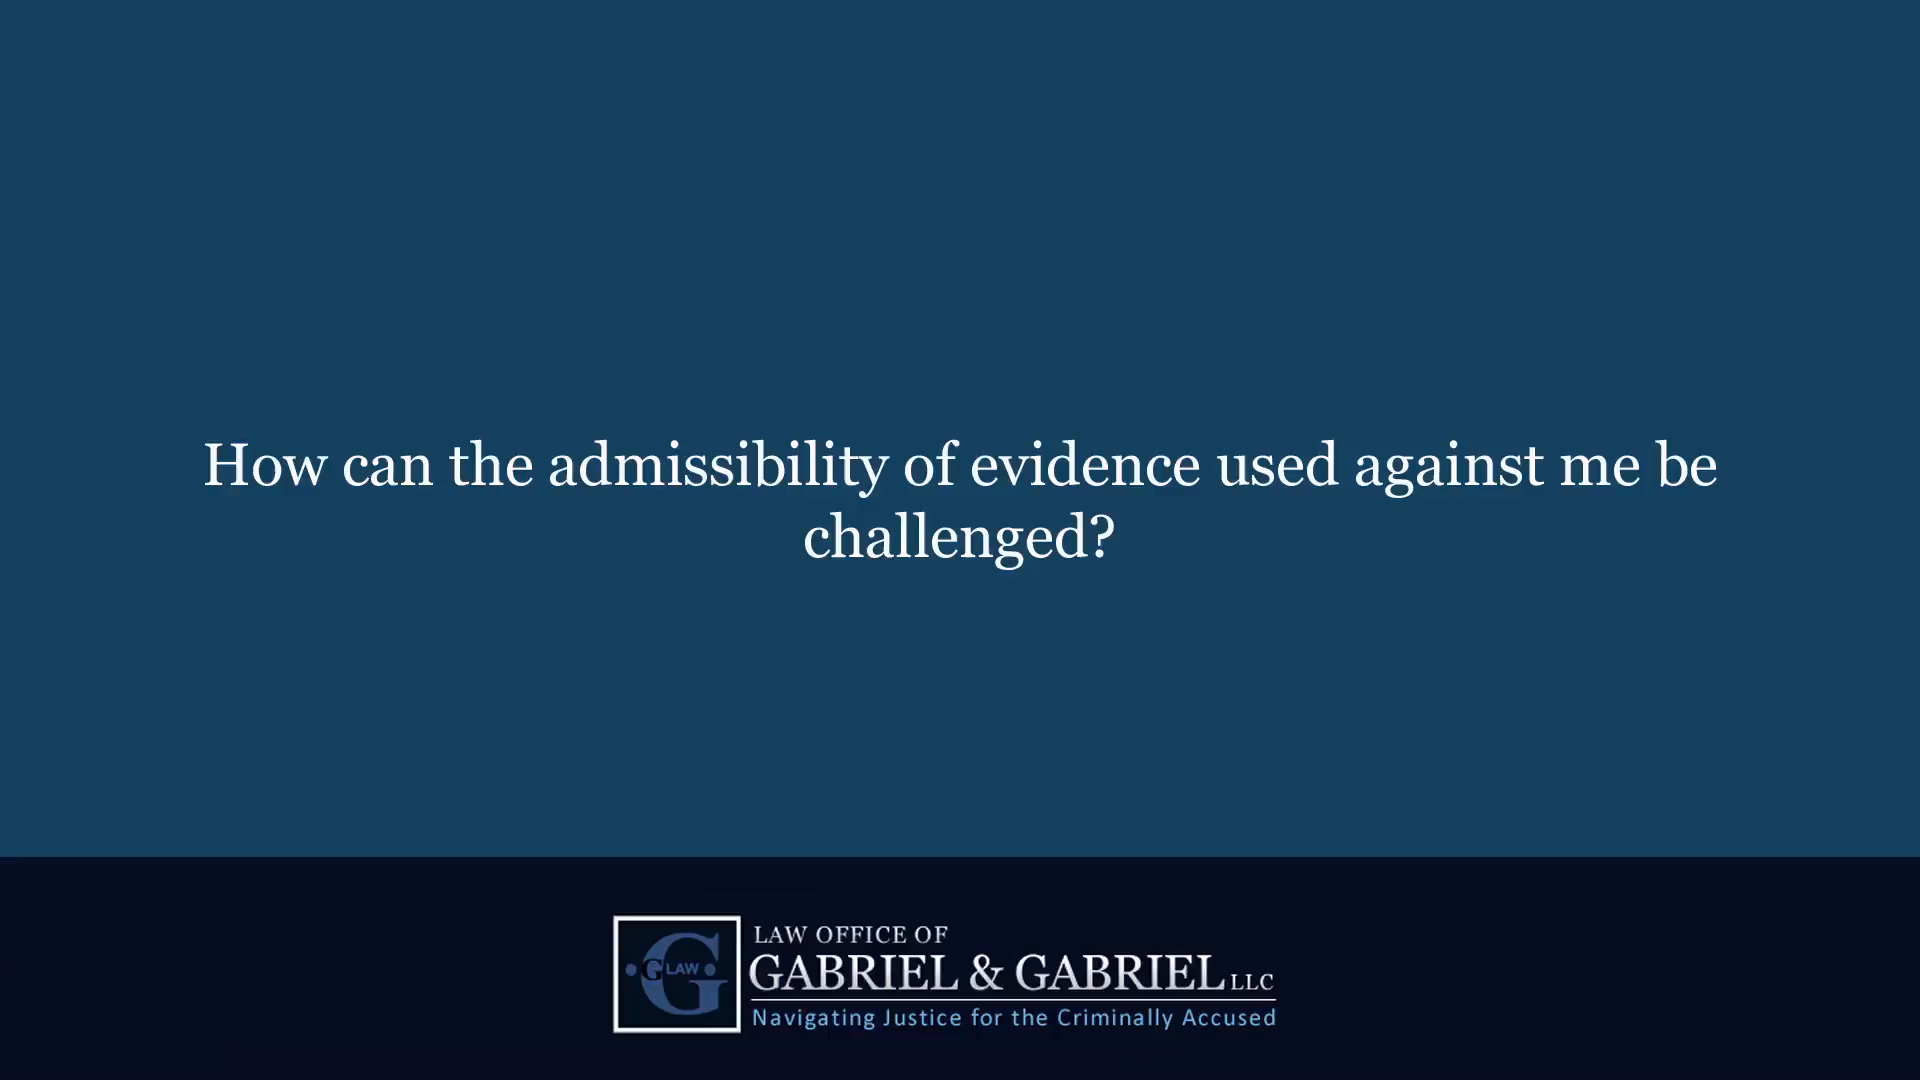 How can the admissibility of evidence used against me be
challenged?
G LAW
LAW OFFICE OF
GABRIEL & GABRIEL LLC
Navigating Justice for the Criminally Accused